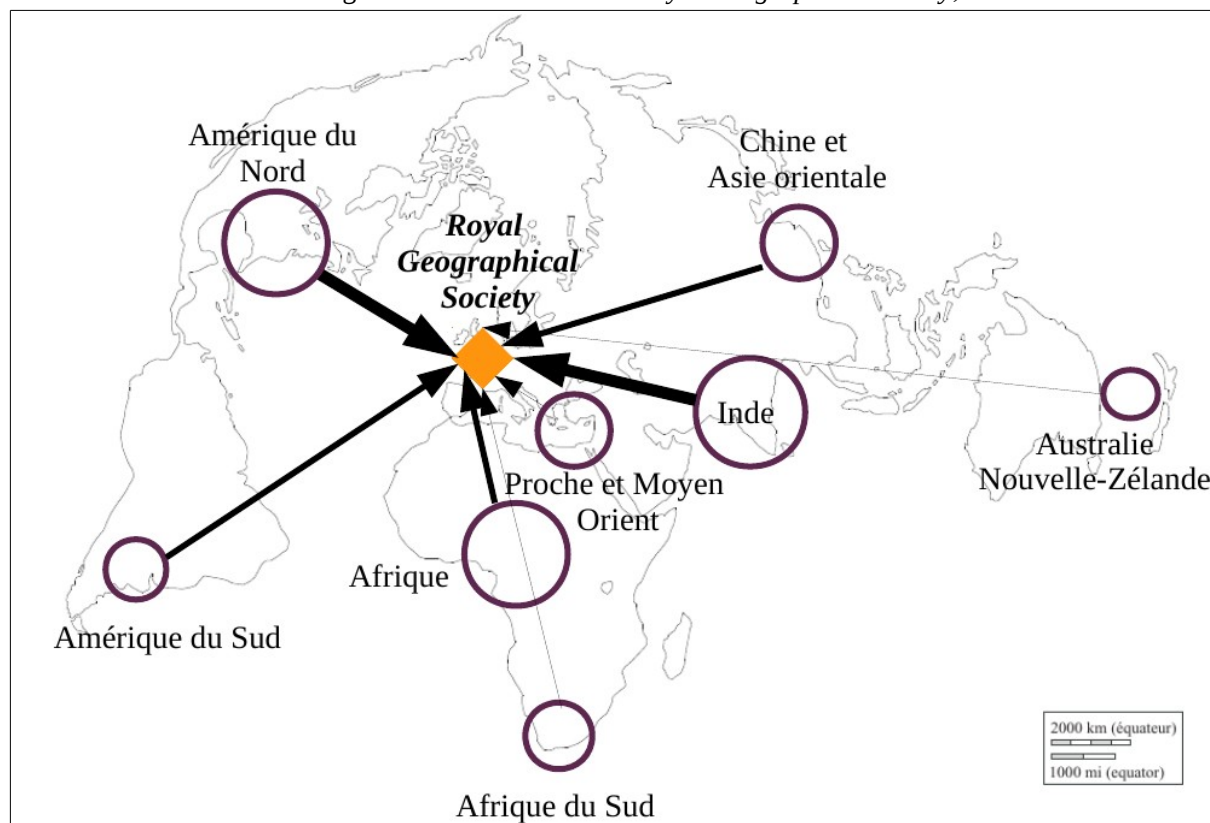 Amérique du
Nord
Chine et
Asie orientale
Royal
Geographical
Society
Inde
Australie
Nouvelle-Zélande
Proche et Moyen
Orient
Afrique
Amérique du Sud
Afrique du Sud
2000 km (équateur)
1000 mi (equator)